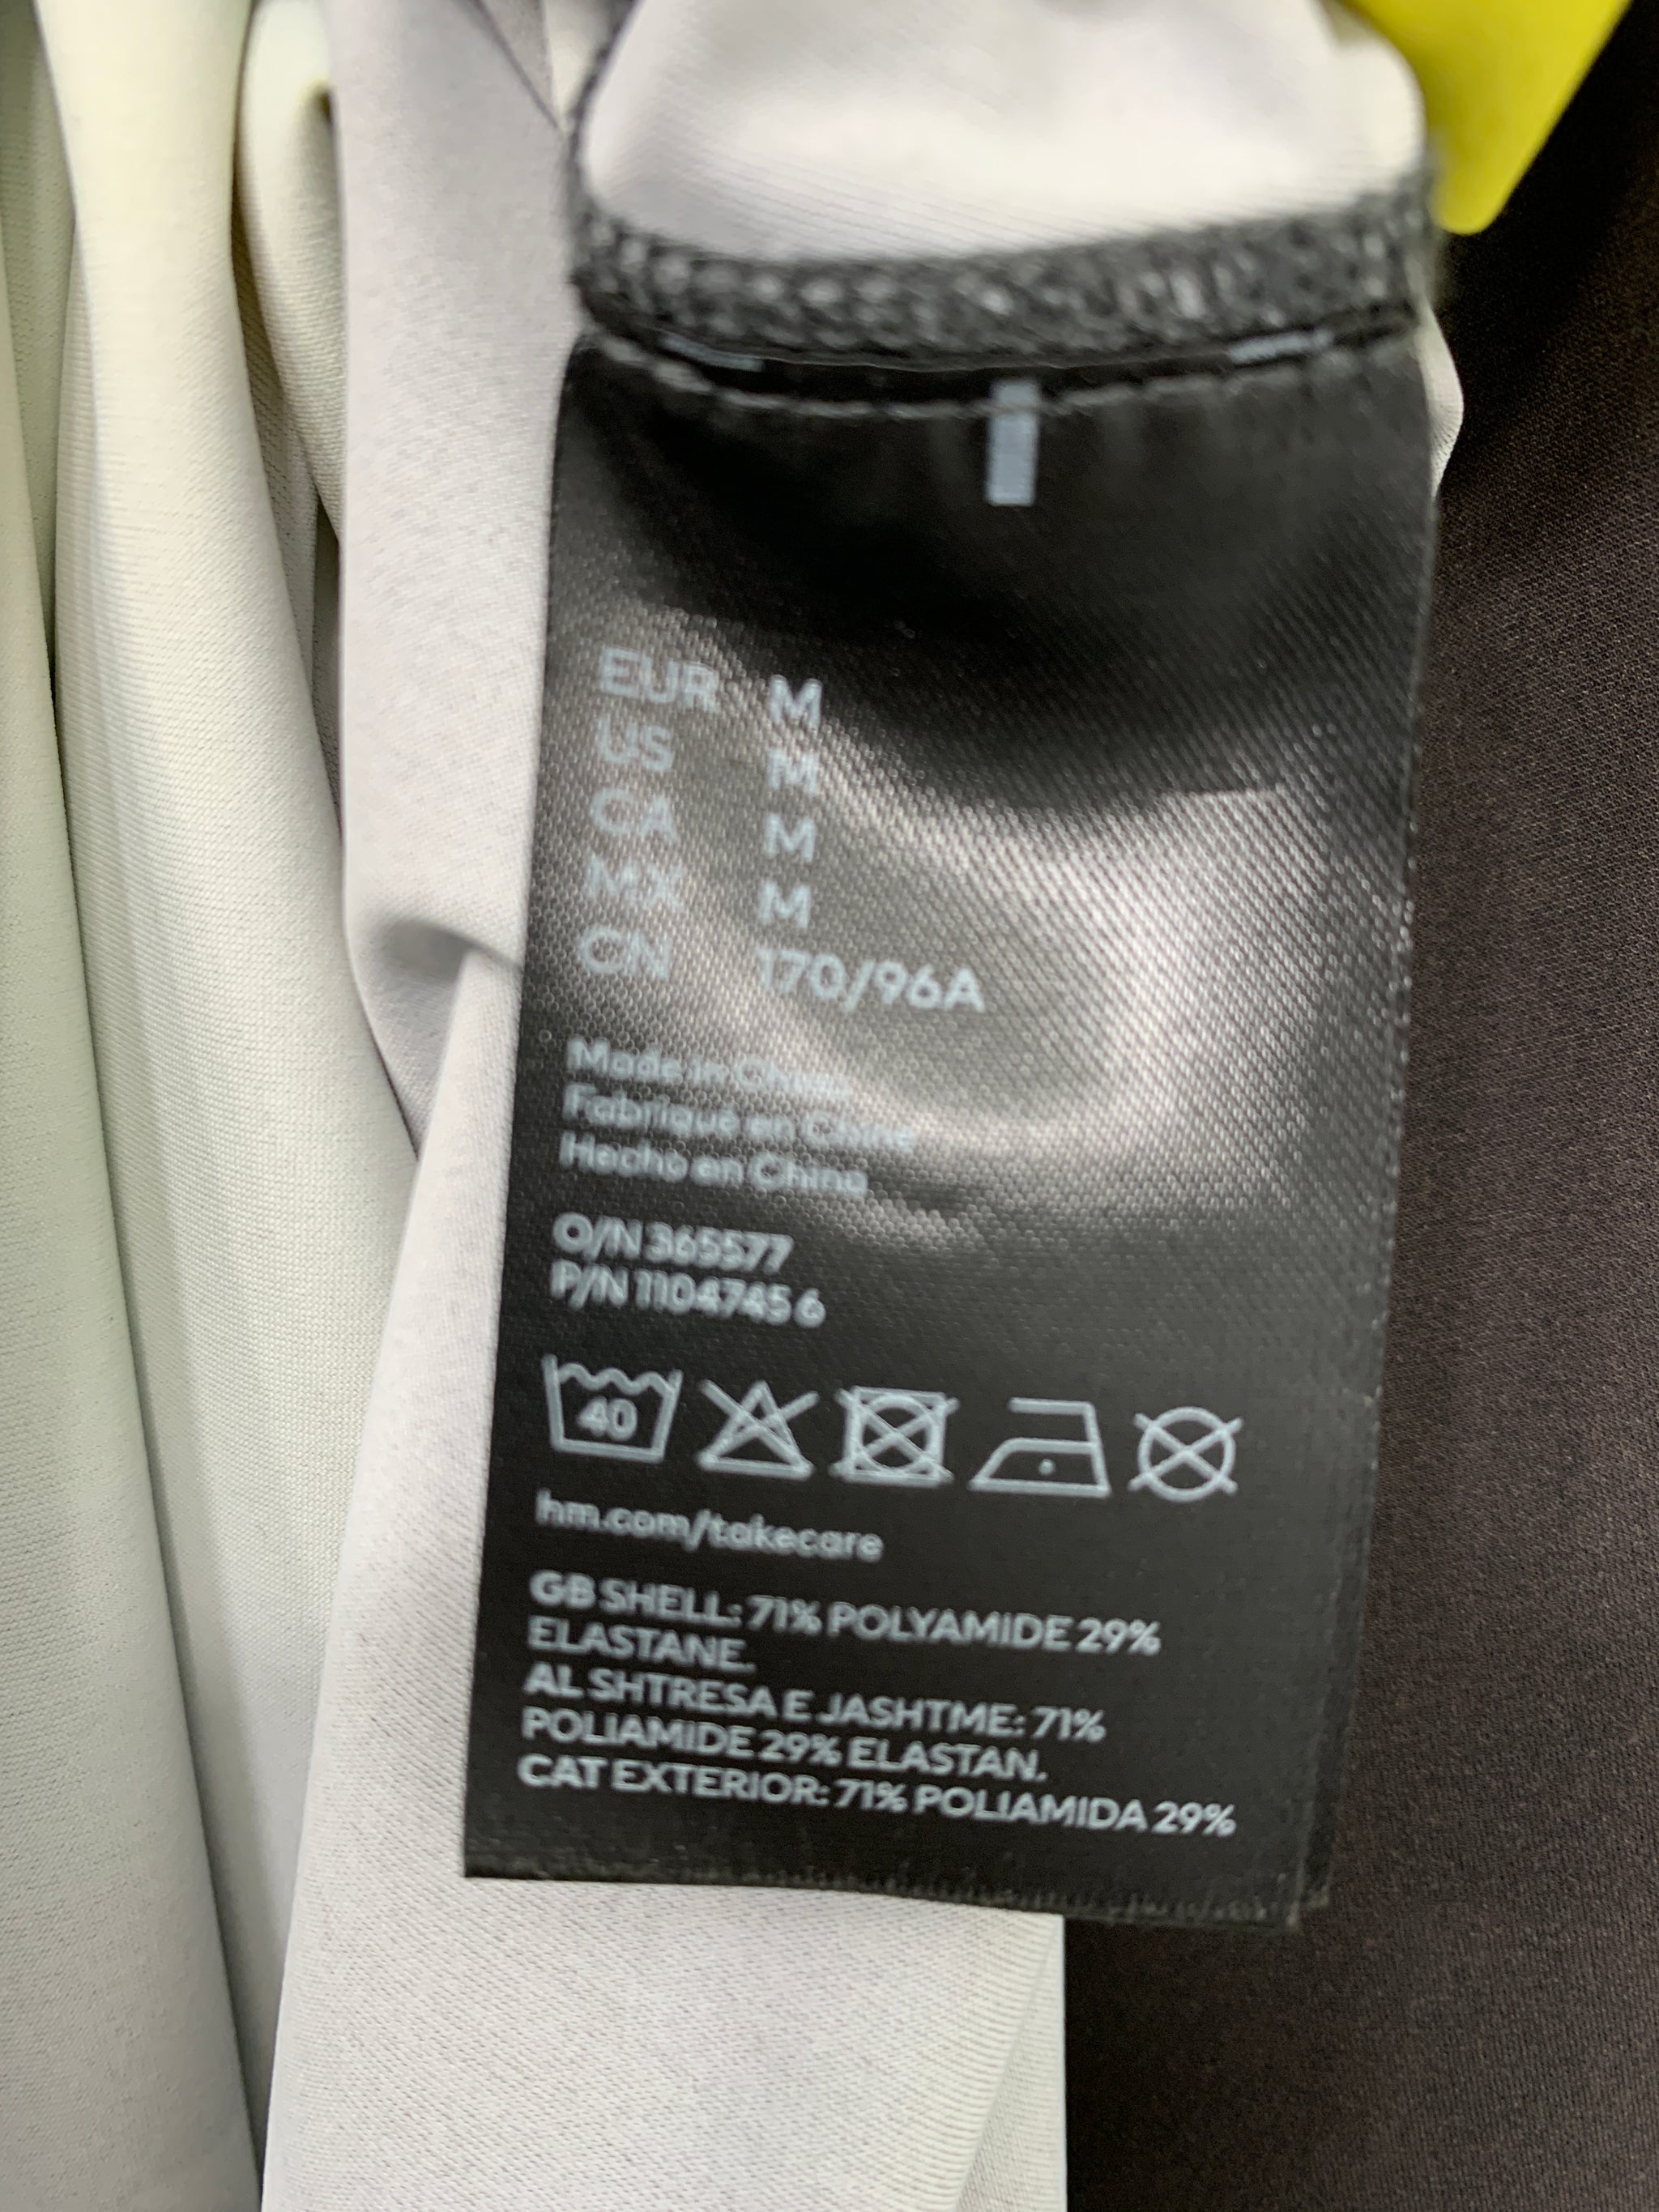 EUR M
US M
CA M
MX M
CN 170/96A
Made in China
Fabriqué en Chine
Hecho en China
O/N 365577
P/N 1104745 6
40
hm.com/takecare
GB SHELL: 71% POLYAMIDE 29%
ELASTANE.
AL SHTRESA E JASHTME: 71%
POLIAMIDE 29% ELASTAN.
CAT EXTERIOR: 71% POLIAMIDA 29%